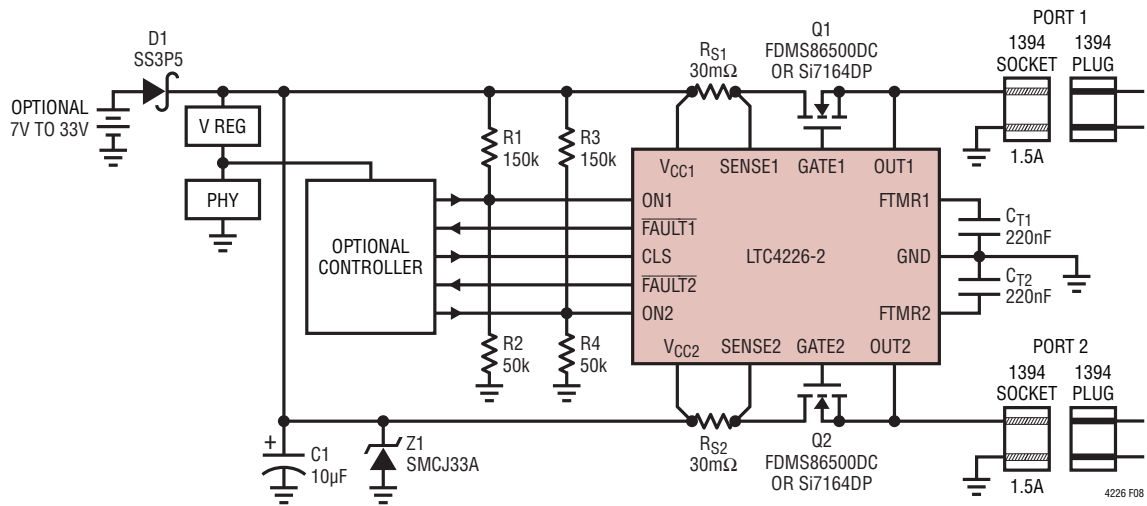 D1
SS3P5
OPTIONAL
7V TO 33V
V REG
PHY
OPTIONAL
CONTROLLER
R1
150k
R3
150k
R2
50k
R4
50k
+
C1
10µF
Z1
SMCJ33A
RS1
30mΩ
Q1
FDMS86500DC
OR Si7164DP
VCC1
SENSE1
GATE1
OUT1
ON1
FAULT1
CLS
FAULT2
ON2
LTC4226-2
FTMR1
GND
FTMR2
VCC2
SENSE2
GATE2
OUT2
CT1
220nF
CT2
220nF
RS2
30mΩ
Q2
FDMS86500DC
OR Si7164DP
PORT 1
1394
SOCKET
1394
PLUG
1.5A
PORT 2
1394
SOCKET
1394
PLUG
1.5A
4226 F08